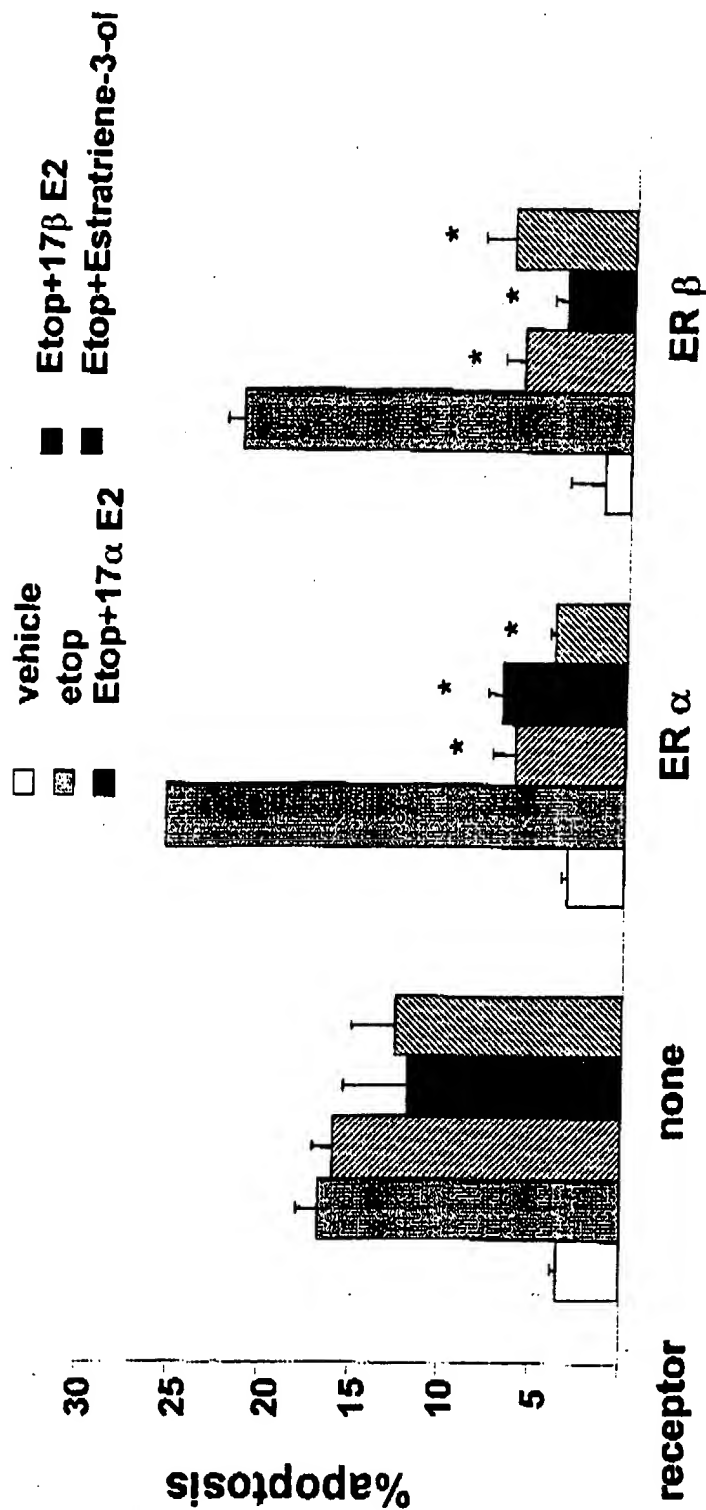 vehicle
etop
Etop+17α E2
Etop+17β E2
Etop+Estratriene-3-ol
%apoptosis
30
25
20
15
10
5
* * *
* * *
receptor
none
ER α
ER β